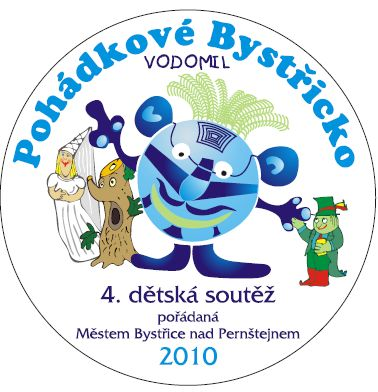 Pohádkové Bystřicko
VODOMIL
4. dětská soutěž
pořádaná
Městem Bystřice nad Pernštejnem
2010